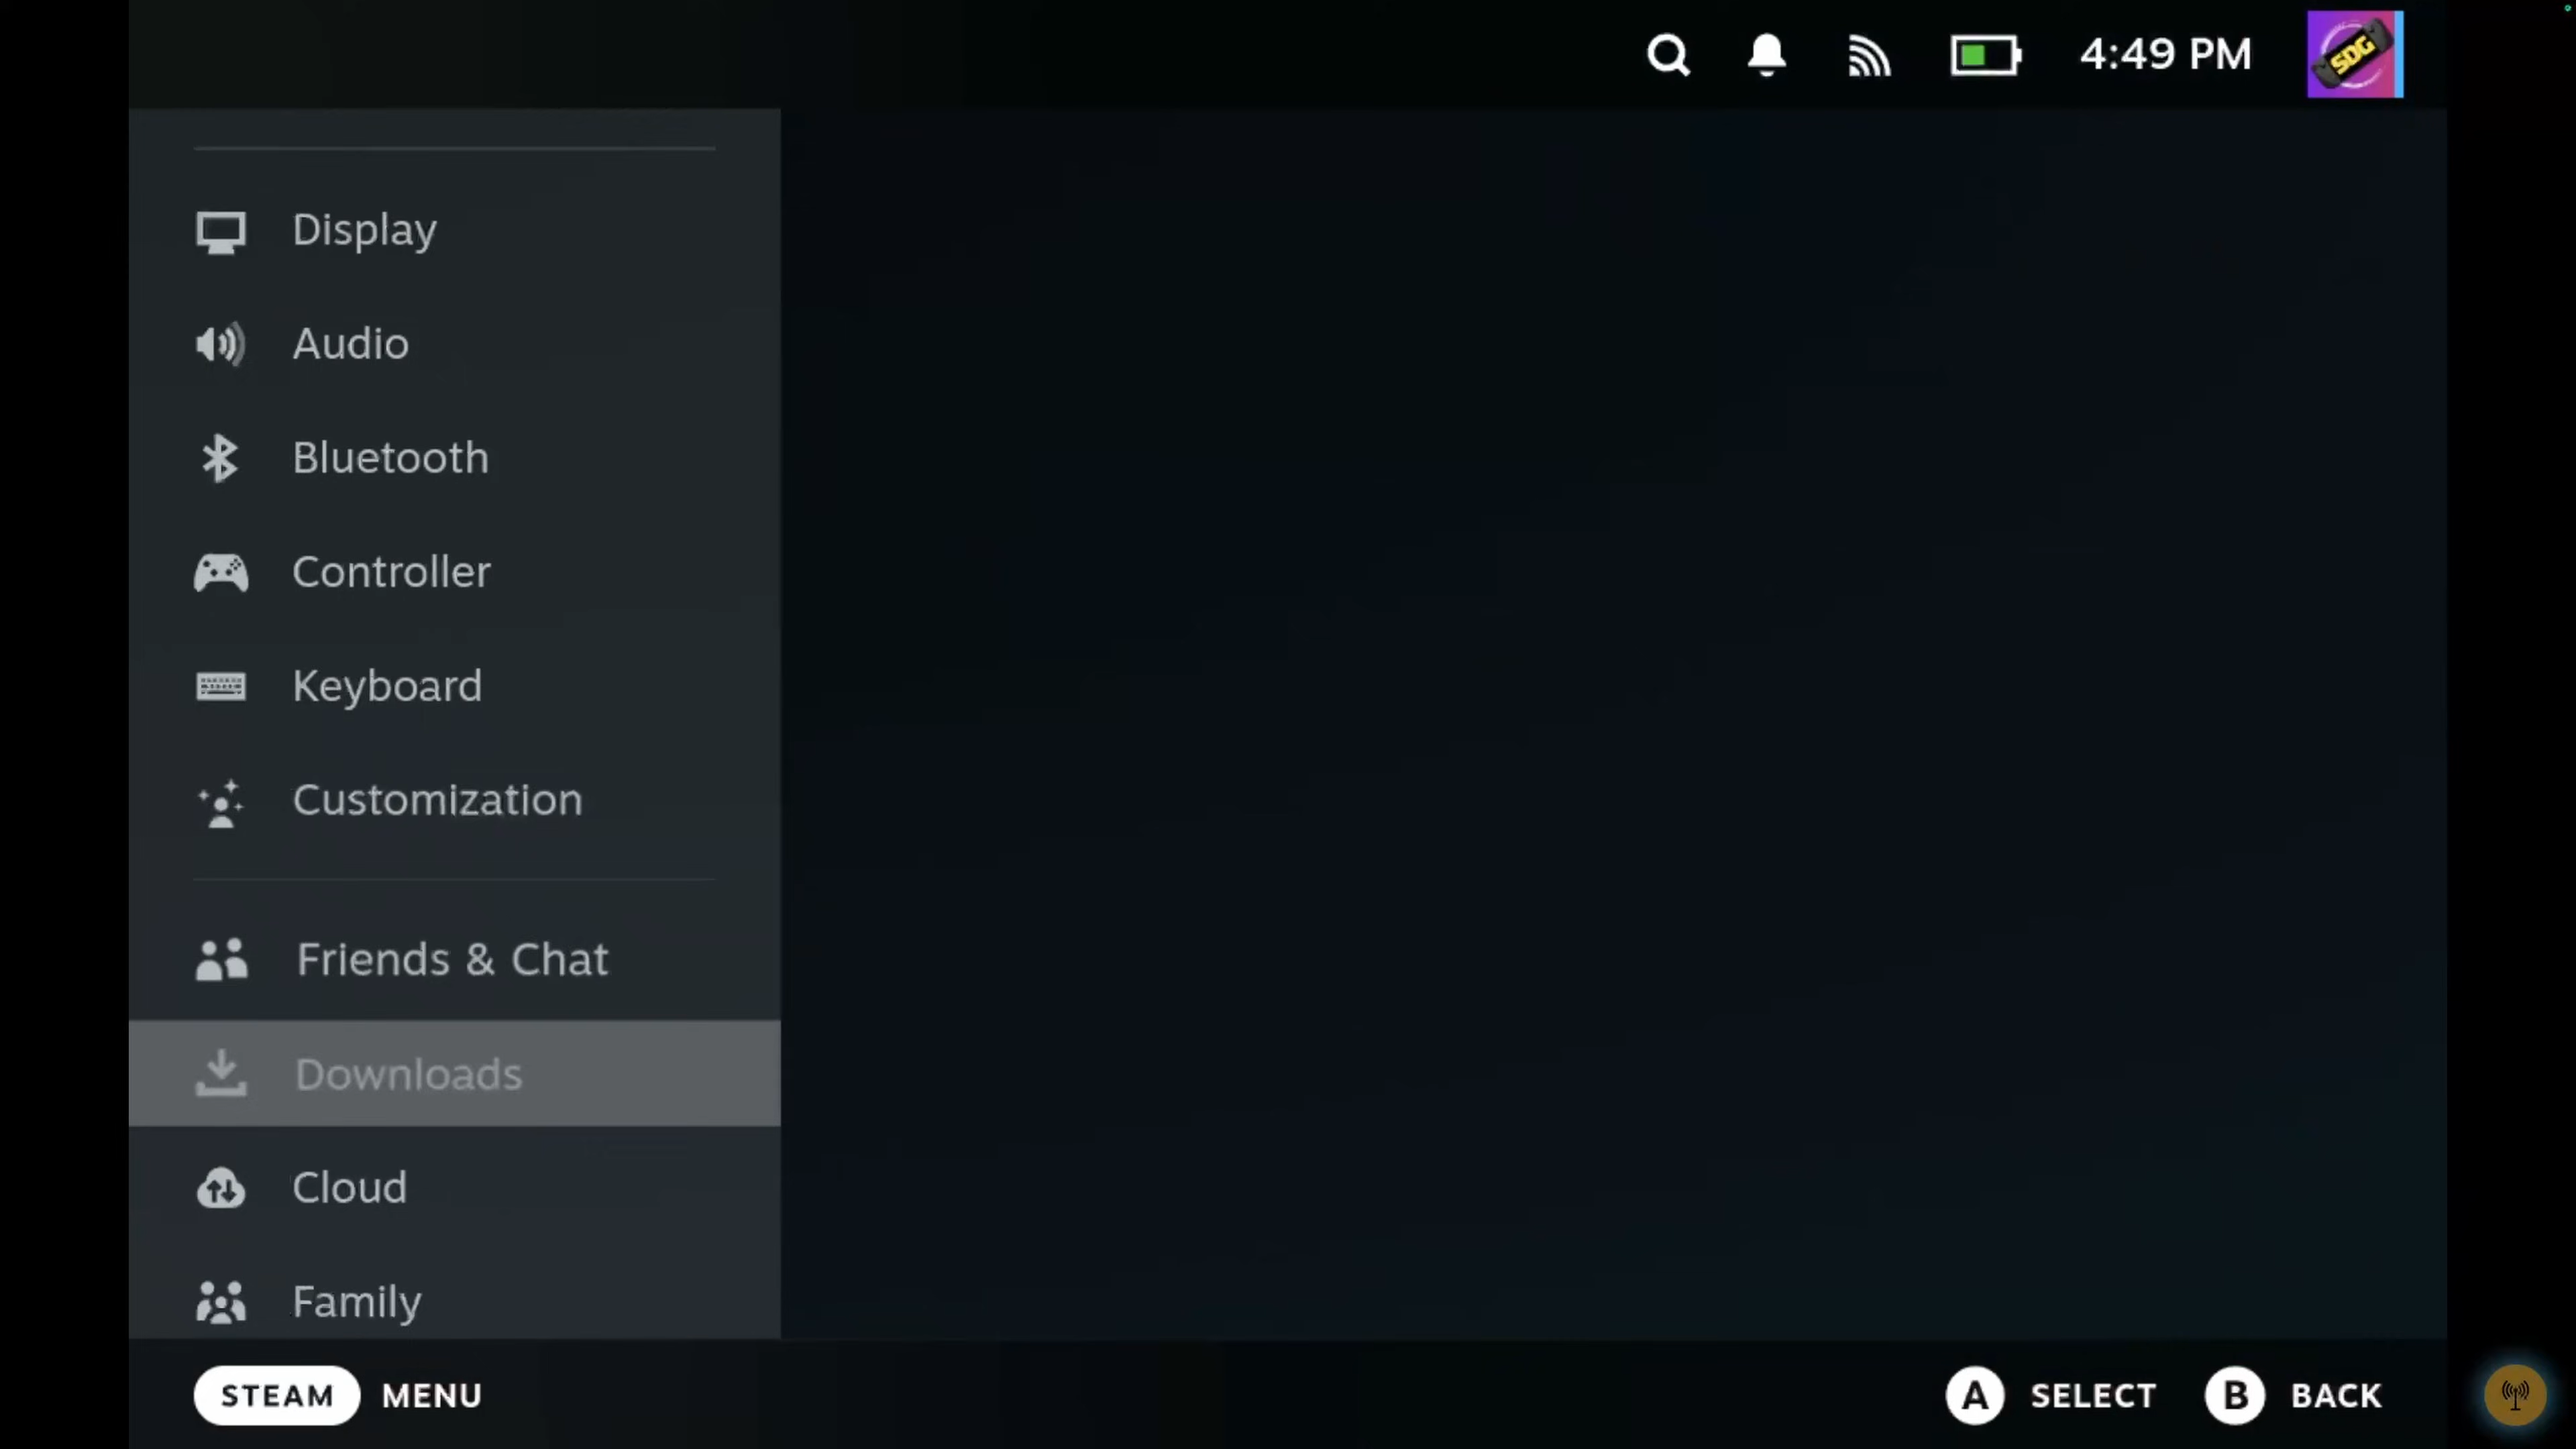 4:49 PM
SDG
Display
Audio
Bluetooth
Controller
Keyboard
Customization
Friends & Chat
Downloads
Cloud
Family
STEAM MENU
A SELECT B BACK